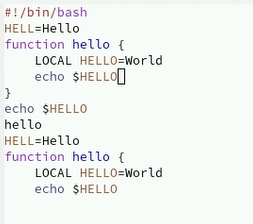 #!/bin/bash
HELL=Hello
function hello {
    LOCAL HELLO=World
    echo $HELLO
}
echo $HELLO
hello
HELL=Hello
function hello {
    LOCAL HELLO=World
    echo $HELLO